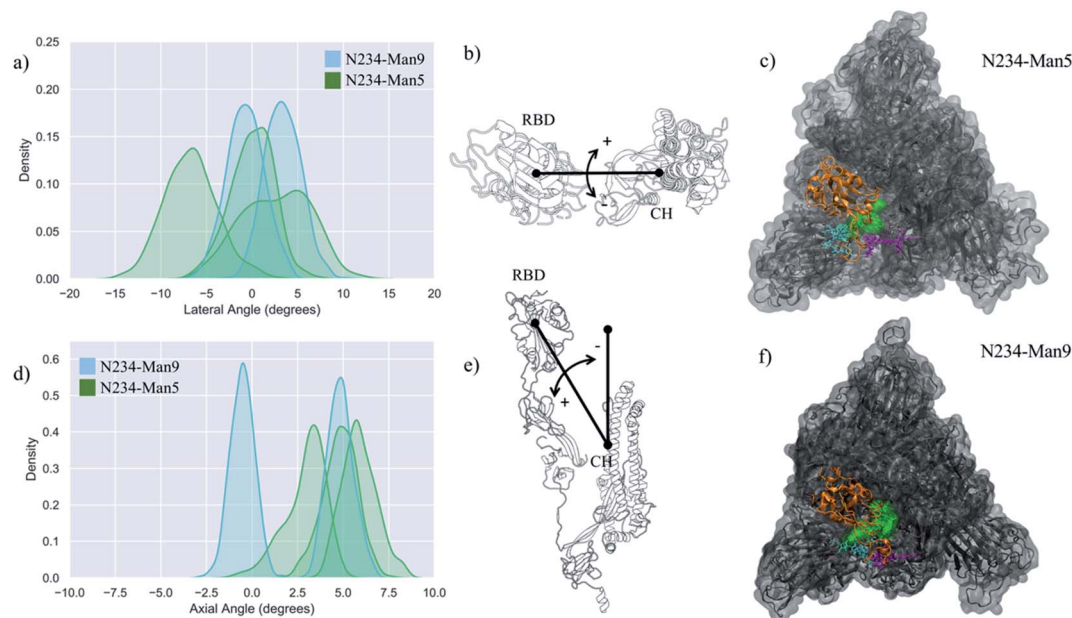 a)
0.25
0.20
0.15
0.10
0.05
0.00
Density
N234-Man9
N234-Man5
−20 −15 −10 −5 0 5 10 15 20
Lateral Angle (degrees)
b)
RBD
+
-
CH
c)
N234-Man5
d)
0.6
0.5
0.4
0.3
0.2
0.1
0.0
Density
N234-Man9
N234-Man5
−10.0 −7.5 −5.0 −2.5 0.0 2.5 5.0 7.5 10.0
Axial Angle (degrees)
RBD
e)
-
+
CH
f)
N234-Man9